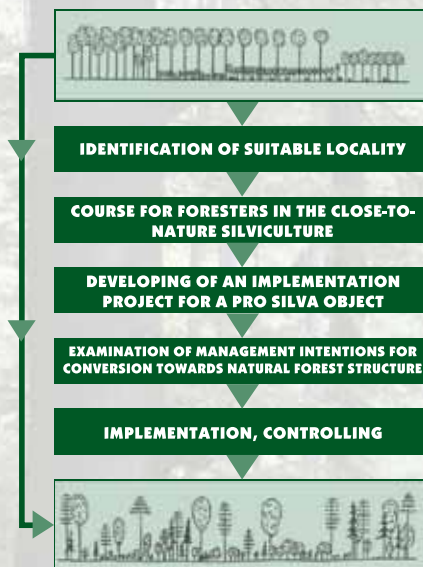 IDENTIFICATION OF SUITABLE LOCALITY
COURSE FOR FORESTERS IN THE CLOSE-TO-
NATURE SILVICULTURE
DEVELOPING OF AN IMPLEMENTATION
PROJECT FOR A PRO SILVA OBJECT
EXAMINATION OF MANAGEMENT INTENTIONS FOR
CONVERSION TOWARDS NATURAL FOREST STRUCTURE
IMPLEMENTATION, CONTROLLING